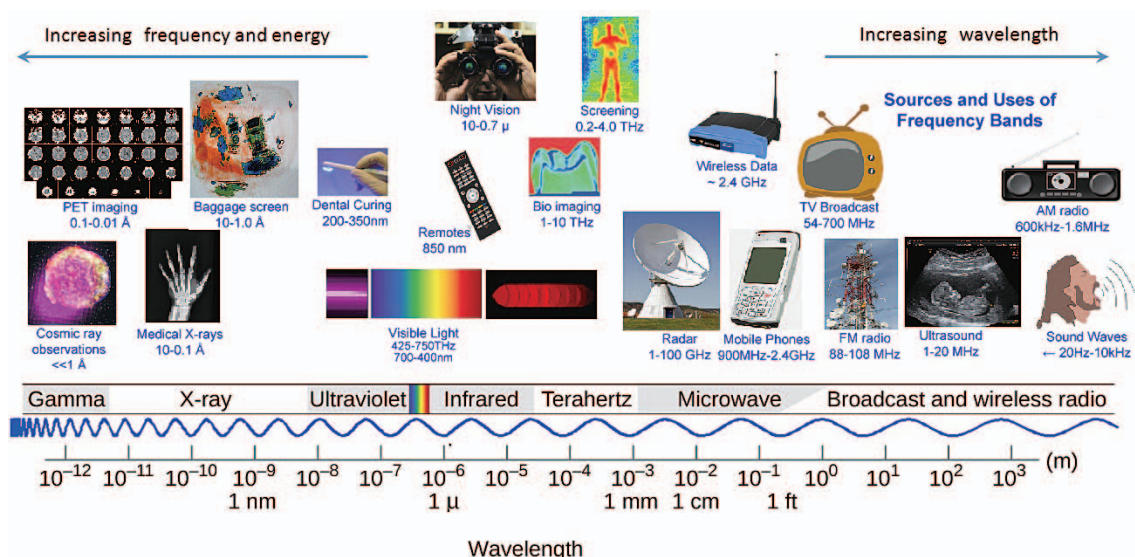 Increasing frequency and energy
Increasing wavelength
Night Vision
10-0.7 μ
Screening
0.2-4.0 THz
Sources and Uses of
Frequency Bands
Wireless Data
~ 2.4 GHz
PET imaging
0.1-0.01 Å
Baggage screen
10-1.0 Å
Dental Curing
200-350nm
Remotes
850 nm
Bio imaging
1-10 THz
TV Broadcast
54-700 MHz
AM radio
600kHz-1.6MHz
Cosmic ray
observations
<<1 Å
Medical X-rays
10-0.1 Å
Visible Light
425-750THz
700-400nm
Radar
1-100 GHz
Mobile Phones
900MHz-2.4GHz
FM radio
88-108 MHz
Ultrasound
1-20 MHz
Sound Waves
← 20Hz-10kHz
Gamma X-ray Ultraviolet Infrared Terahertz Microwave Broadcast and wireless radio
10⁻¹² 10⁻¹¹ 10⁻¹⁰ 10⁻⁹ 10⁻⁸ 10⁻⁷ 10⁻⁶ 10⁻⁵ 10⁻⁴ 10⁻³ 10⁻² 10⁻¹ 10⁰ 10¹ 10² 10³ (m)
1 nm 1 μ 1 mm 1 cm 1 ft
Wavelength